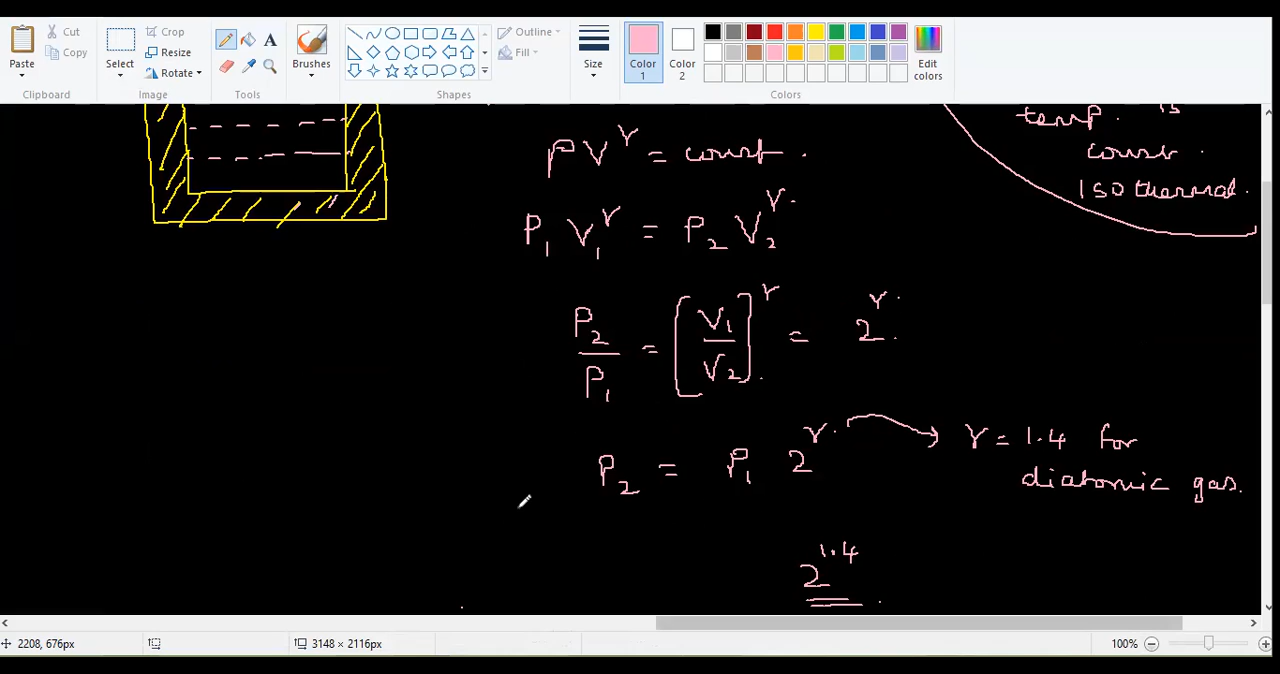 Cut
Copy
Paste
Clipboard
Crop
Resize
Rotate
Select
Image
A
Tools
Brushes
Outline
Fill
Shapes
Size
Color 1
Color 2
Edit colors
Colors
temp. is
const.
Isothermal.
PV^γ = const.
P₁ V₁^γ = P₂ V₂^γ.
P₂/P₁ = [V₁/V₂]^γ = 2^γ.
P₂ = P₁ 2^γ. → γ = 1.4 for
diatomic gas.
2^1.4
2208, 676px
3148 × 2116px
100%